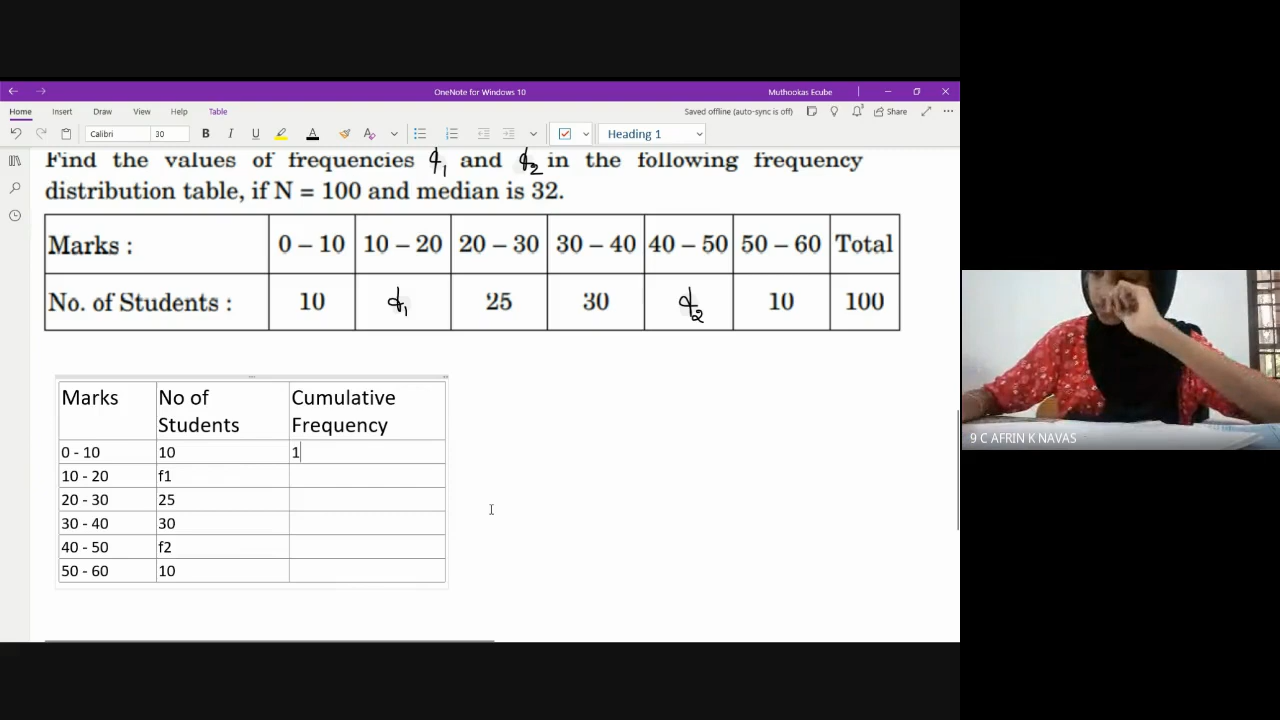 OneNote for Windows 10
Muthookas Ecube
Home Insert Draw View Help Table
Saved offline (auto-sync is off)
Share
Calibri 30 B I U A Heading 1
Find the values of frequencies f1 and f2 in the following frequency
distribution table, if N = 100 and median is 32.
Marks : 0 – 10 10 – 20 20 – 30 30 – 40 40 – 50 50 – 60 Total
No. of Students : 10 f1 25 30 f2 10 100
Marks No of Students Cumulative Frequency
0 - 10 10 1
10 - 20 f1
20 - 30 25
30 - 40 30
40 - 50 f2
50 - 60 10
9 C AFRIN K NAVAS